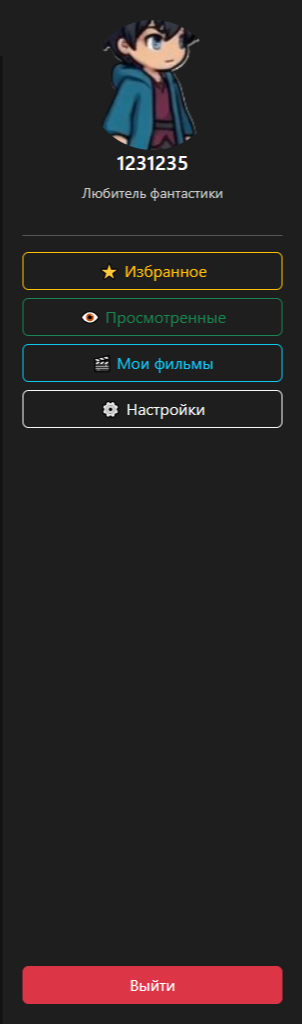 1231235
Любитель фантастики
Избранное
Просмотренные
Мои фильмы
Настройки
Выйти